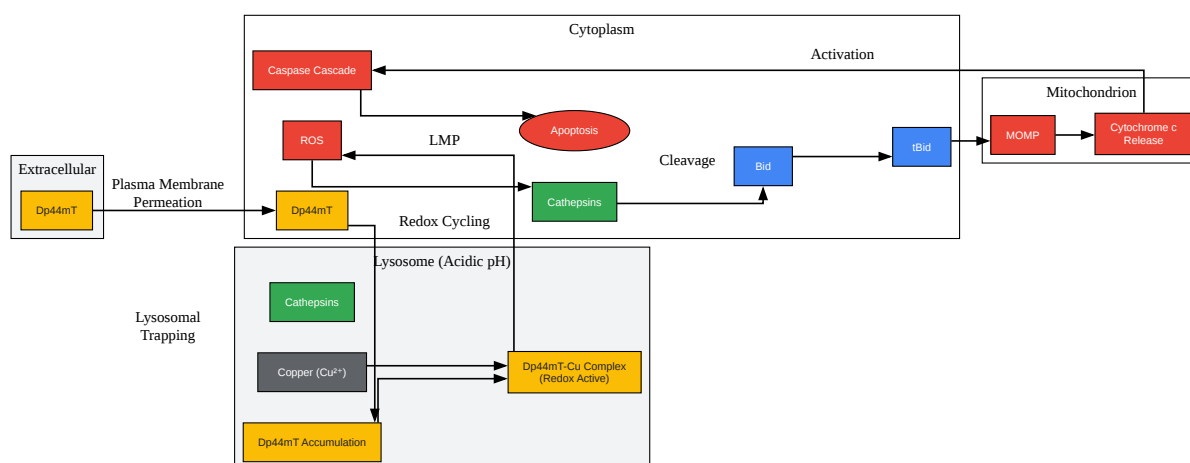 Cytoplasm
Caspase Cascade
Activation
Mitochondrion
ROS
LMP
Apoptosis
MOMP
Cytochrome c
Release
Extracellular
Dp44mT
Plasma Membrane
Permeation
Dp44mT
Redox Cycling
Cathepsins
Cleavage
Bid
tBid
Lysosome (Acidic pH)
Lysosomal
Trapping
Cathepsins
Copper (Cu²⁺)
Dp44mT-Cu Complex
(Redox Active)
Dp44mT Accumulation